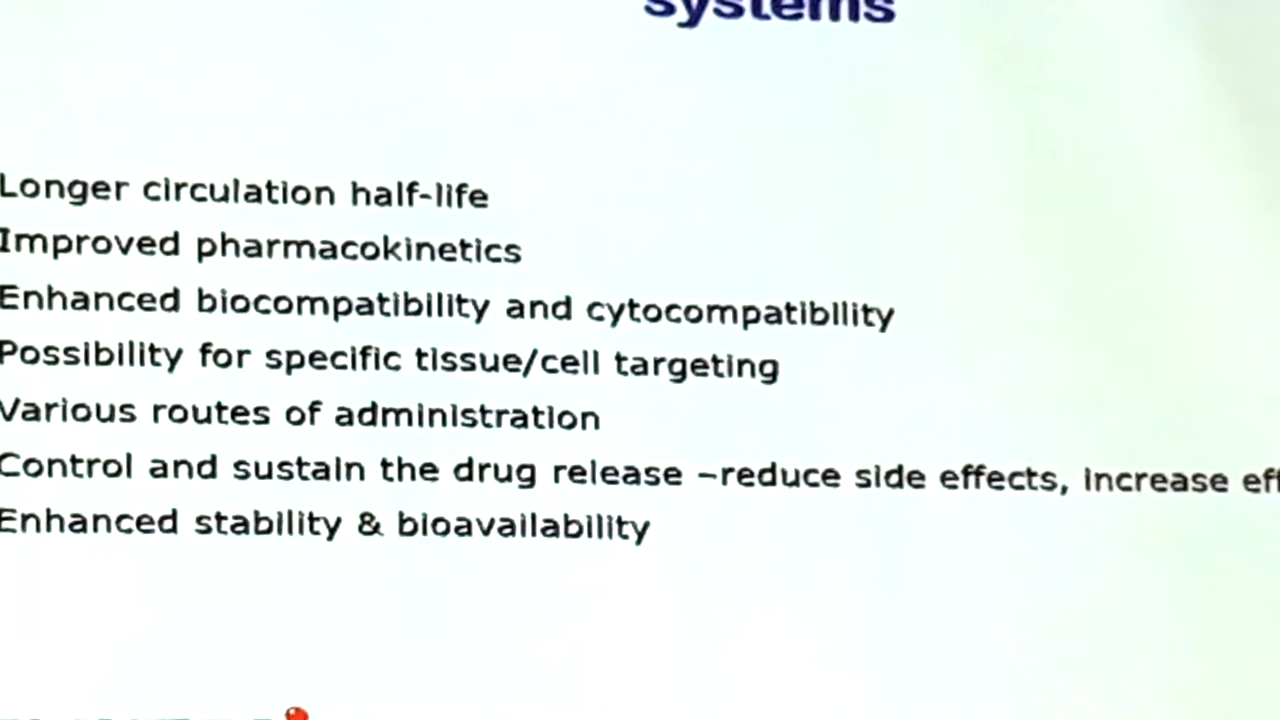 systems
Longer circulation half-life
Improved pharmacokinetics
Enhanced biocompatibility and cytocompatibility
Possibility for specific tissue/cell targeting
Various routes of administration
Control and sustain the drug release –reduce side effects, increase
Enhanced stability & bioavailability